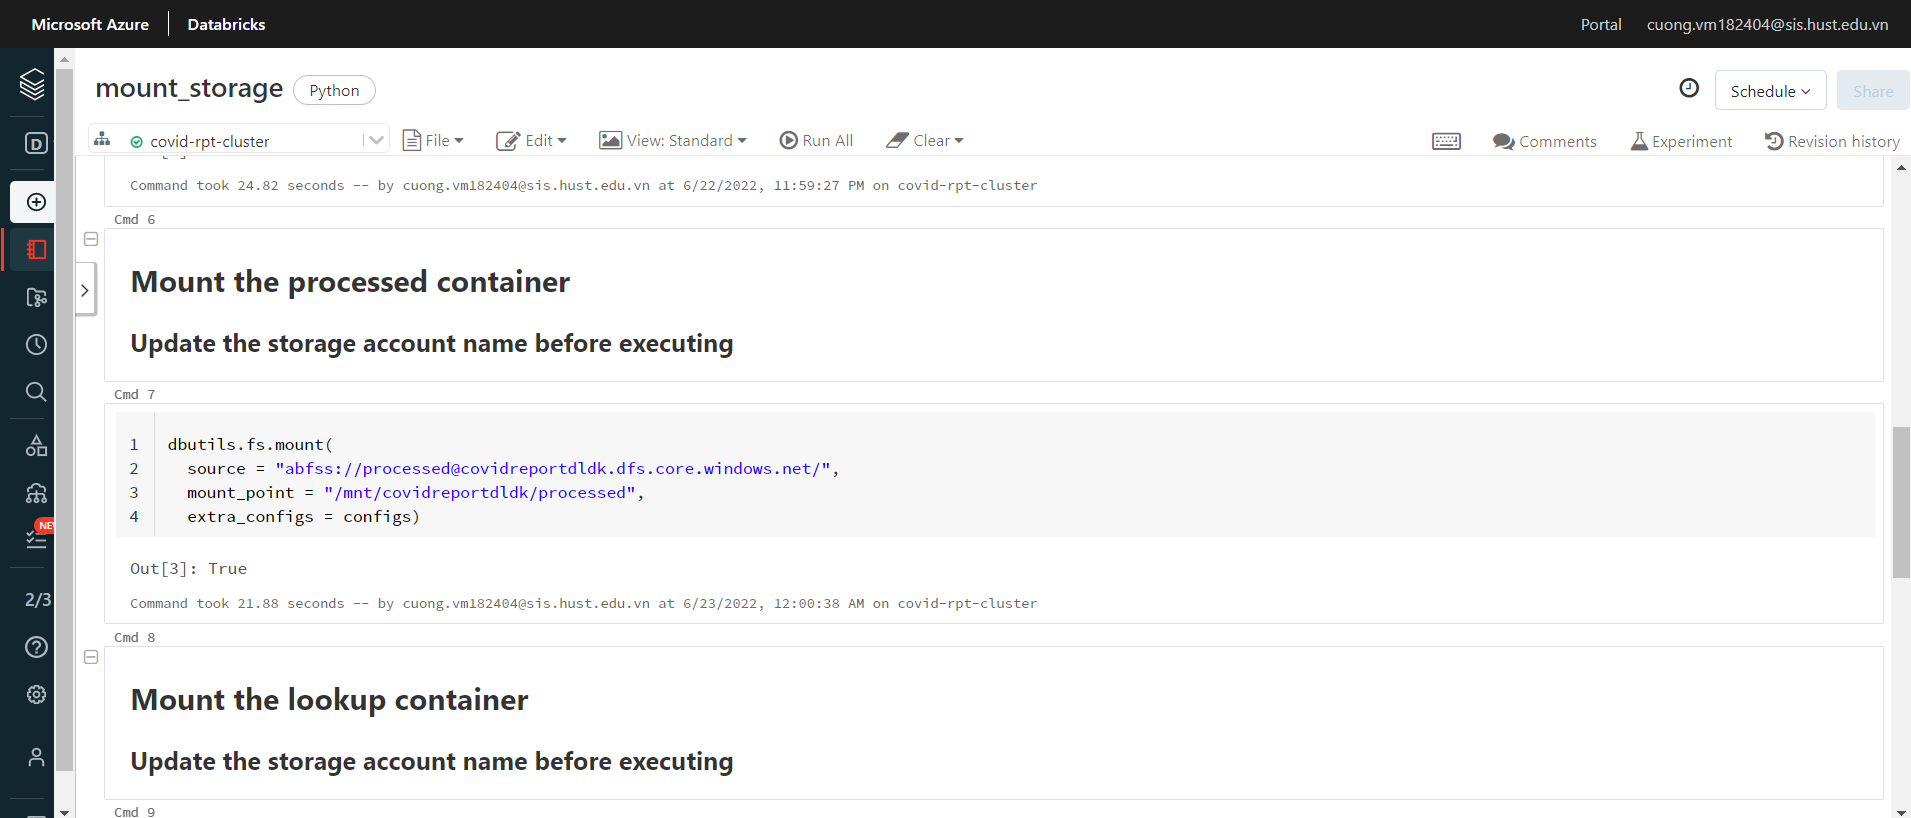 Microsoft Azure Databricks Portal cuong.vm182404@sis.hust.edu.vn
mount_storage Python Schedule Share
D
covid-rpt-cluster File Edit View: Standard Run All Clear Comments Experiment Revision history
Command took 24.82 seconds -- by cuong.vm182404@sis.hust.edu.vn at 6/22/2022, 11:59:27 PM on covid-rpt-cluster
Cmd 6
Mount the processed container
Update the storage account name before executing
Cmd 7
1 dbutils.fs.mount(
2 source = "abfss://processed@covidreportdldk.dfs.core.windows.net/",
3 mount_point = "/mnt/covidreportdldk/processed",
4 extra_configs = configs)
NEW
Out[3]: True
2/3
Command took 21.88 seconds -- by cuong.vm182404@sis.hust.edu.vn at 6/23/2022, 12:00:38 AM on covid-rpt-cluster
Cmd 8
Mount the lookup container
Update the storage account name before executing
Cmd 9